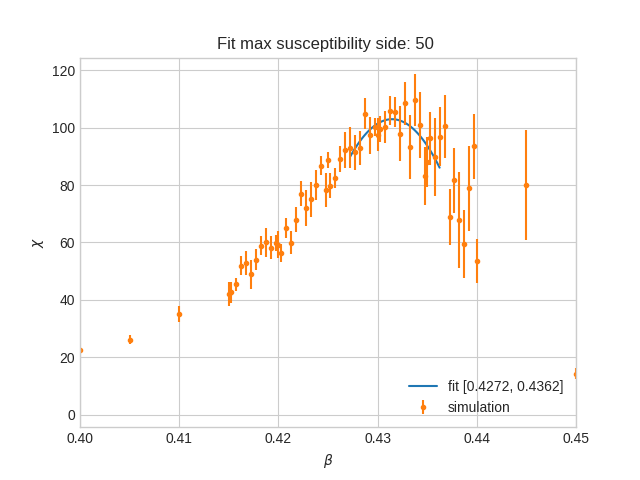 Fit max susceptibility side: 50
120
100
80
60
40
20
0
χ
fit [0.4272, 0.4362]
simulation
0.40 0.41 0.42 0.43 0.44 0.45
β